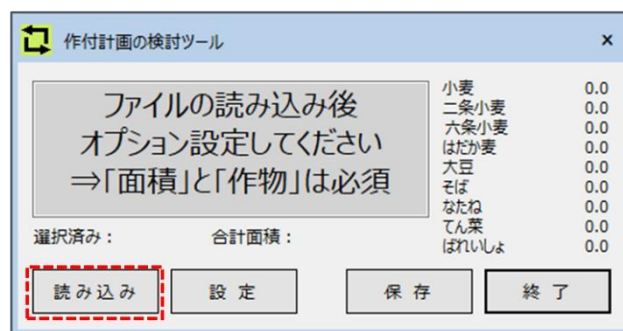 作付計画の検討ツール
×
ファイルの読み込み後
オプション設定してください
⇒「面積」と「作物」は必須
小麦 0.0
二条小麦 0.0
六条小麦 0.0
はだか麦 0.0
大豆 0.0
そば 0.0
なたね 0.0
てん菜 0.0
ばれいしょ 0.0
選択済み： 合計面積：
読み込み 設 定 保 存 終 了